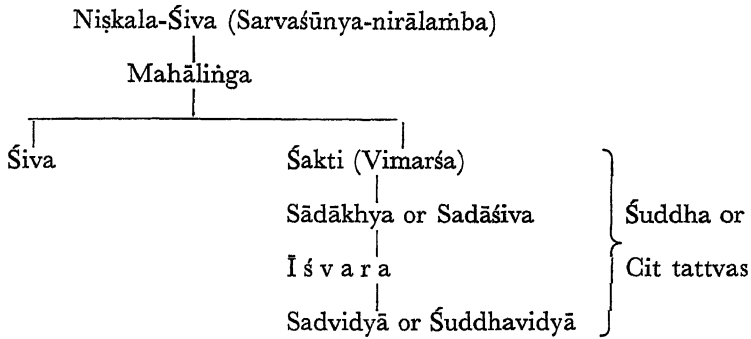 Niṣkala-Śiva (Sarvaśūnya-nirālaṁba)
Mahāliṅga
Śiva
Śakti (Vimarśa)
Sādākhya or Sadāśiva
Śuddha or
Īśvara
Cit tattvas
Sadvidyā or Śuddhavidyā